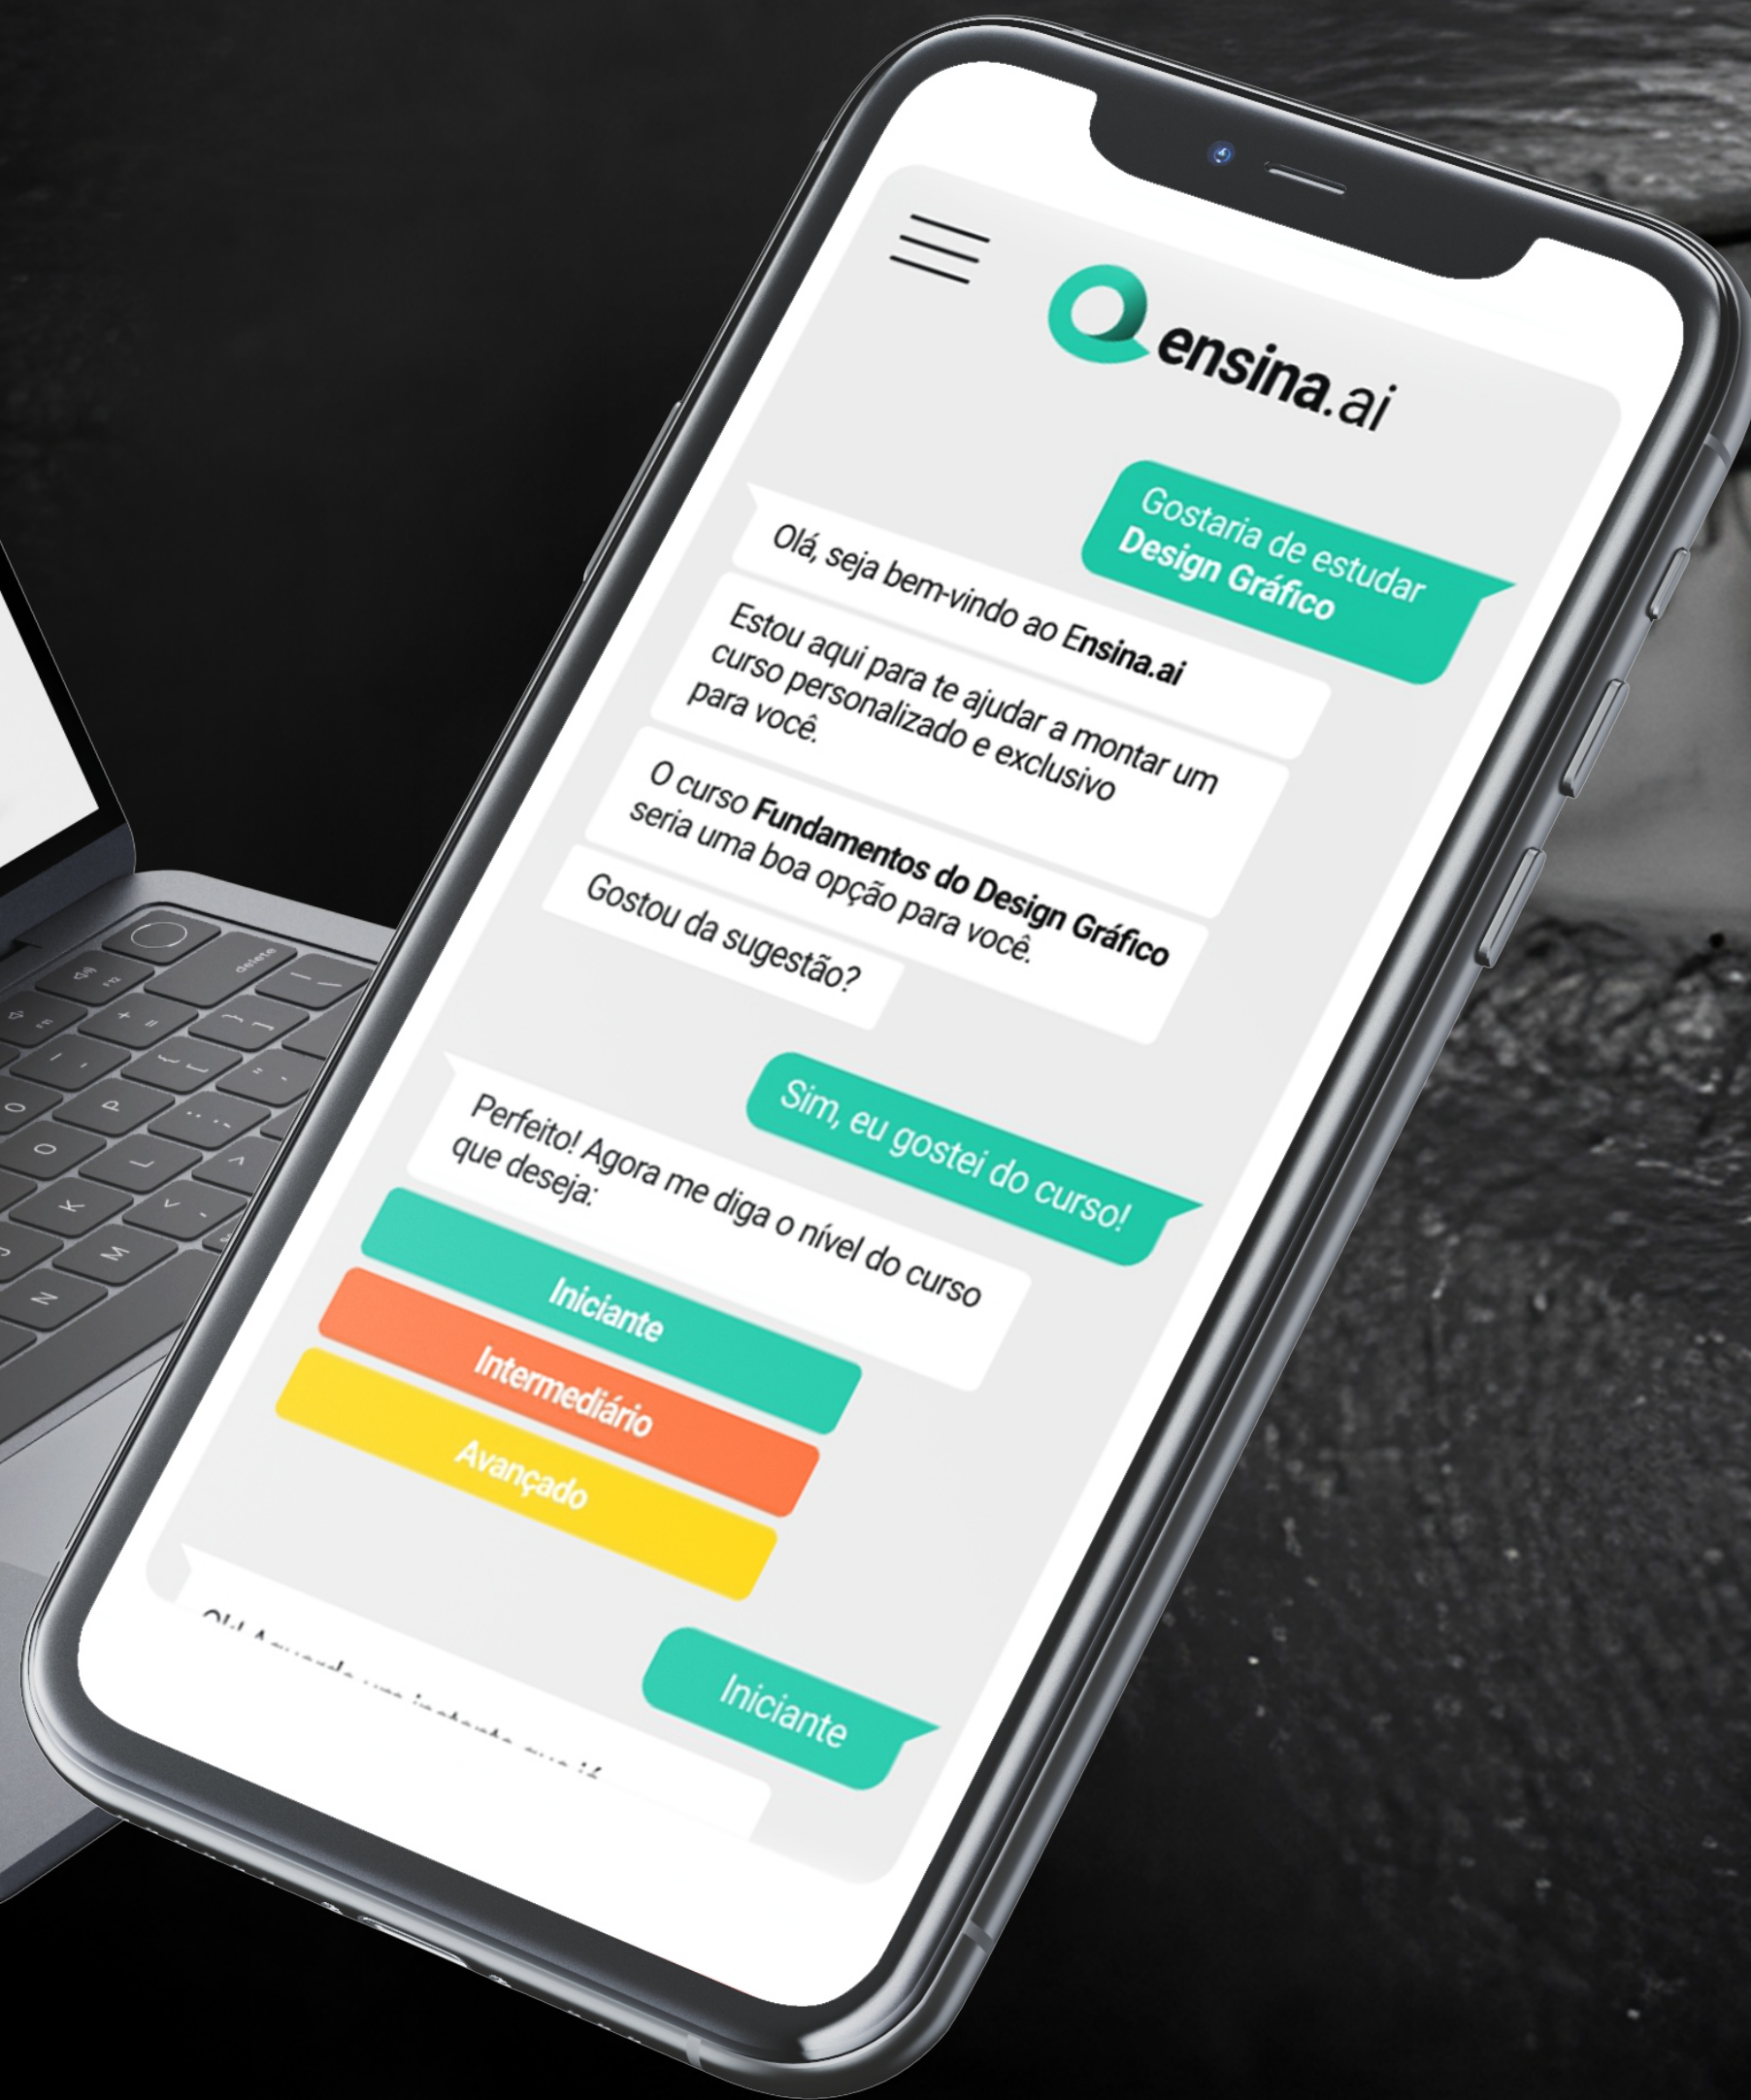 ensina.ai
Gostaria de estudar
Design Gráfico
Olá, seja bem-vindo ao Ensina.ai
Estou aqui para te ajudar a montar um
curso personalizado e exclusivo
para você.
O curso Fundamentos do Design Gráfico
seria uma boa opção para você.
Gostou da sugestão?
Sim, eu gostei do curso!
Perfeito! Agora me diga o nível do curso
que deseja:
Iniciante
Intermediário
Avançado
Iniciante
delete
F12
P
O
L
K
M
N